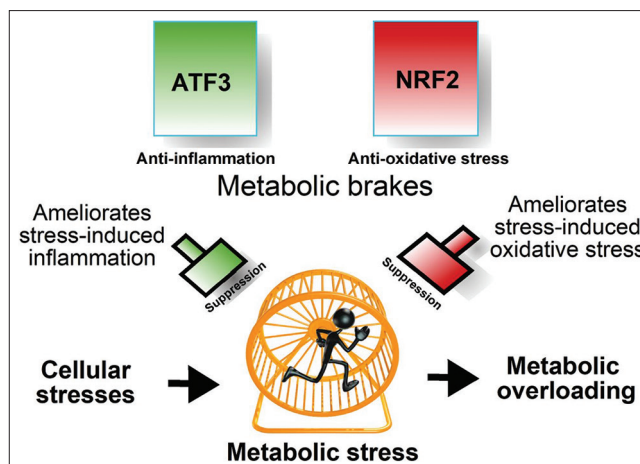 ATF3
NRF2
Anti-inflammation
Anti-oxidative stress
Metabolic brakes
Ameliorates
stress-induced
inflammation
Ameliorates
stress-induced
oxidative stress
Suppression
Suppression
Cellular
stresses
Metabolic
overloading
Metabolic stress